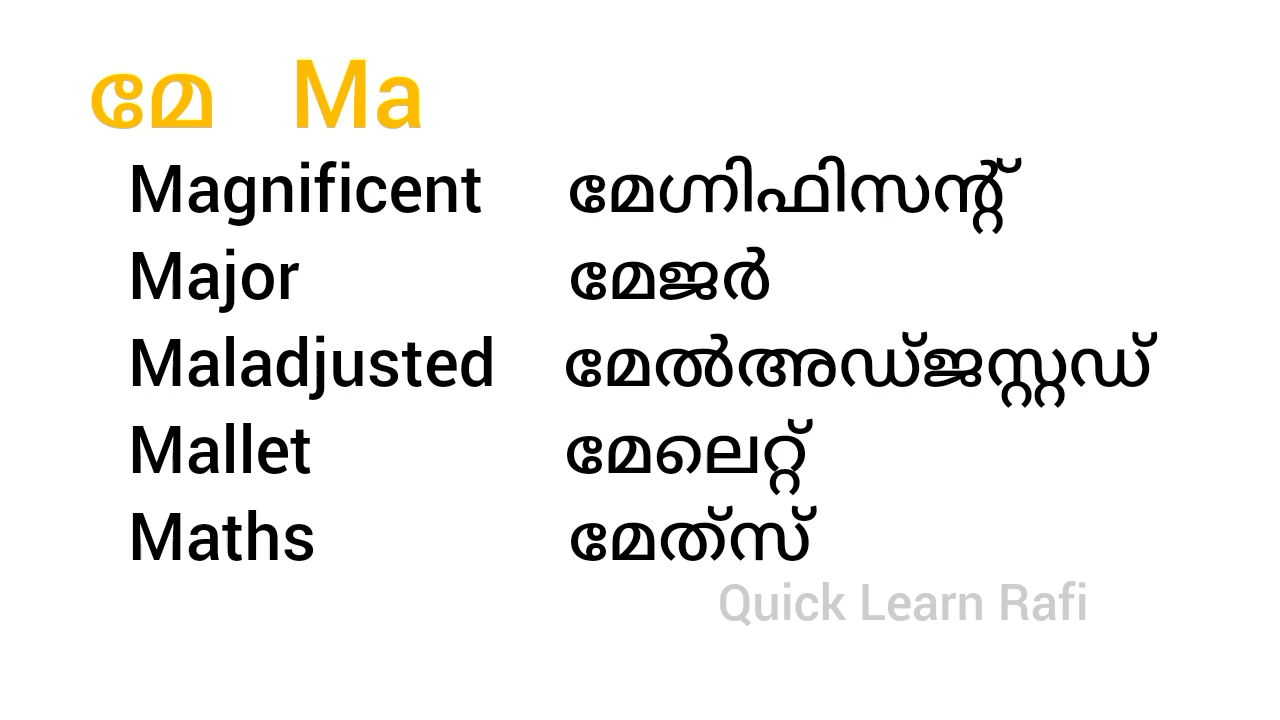 മേ Ma
Magnificent മേഗ്നിഫിസന്റ്
Major മേജർ
Maladjusted മേൽഅഡ്ജസ്റ്റഡ്
Mallet മേലെറ്റ്
Maths മേത്സ്
Quick Learn Rafi